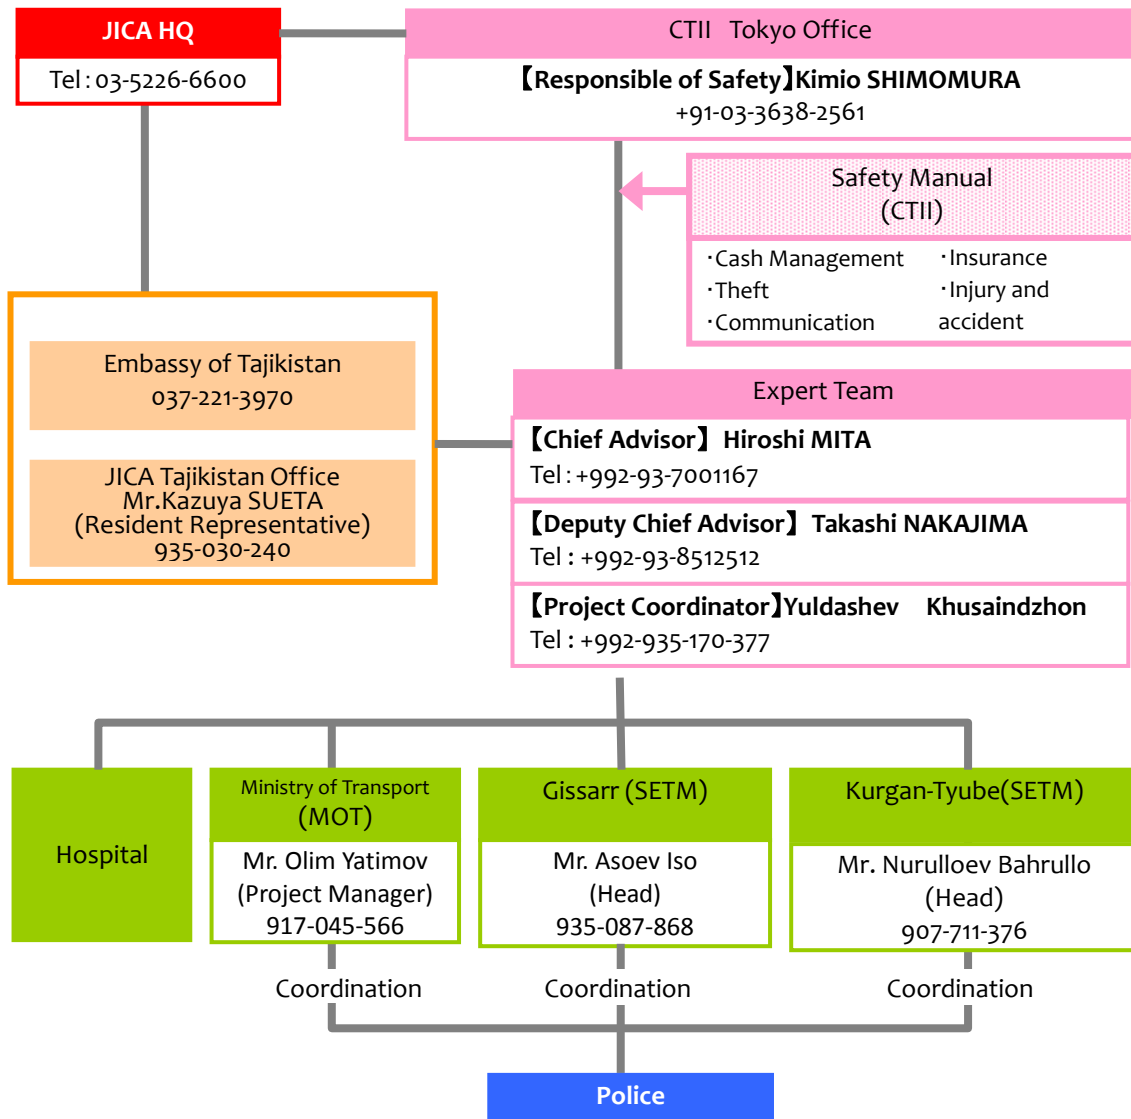 JICA HQ
Tel : 03-5226-6600
CTII Tokyo Office
【Responsible of Safety】Kimio SHIMOMURA
+91-03-3638-2561
Safety Manual
(CTII)
・Cash Management
・Theft
・Communication
・Insurance
・Injury and
accident
Embassy of Tajikistan
037-221-3970
JICA Tajikistan Office
Mr.Kazuya SUETA
(Resident Representative)
935-030-240
Expert Team
【Chief Advisor】 Hiroshi MITA
Tel : +992-93-7001167
【Deputy Chief Advisor】 Takashi NAKAJIMA
Tel : +992-93-8512512
【Project Coordinator】Yuldashev Khusaindzhon
Tel : +992-935-170-377
Hospital
Ministry of Transport
(MOT)
Mr. Olim Yatimov
(Project Manager)
917-045-566
Gissarr (SETM)
Mr. Asoev Iso
(Head)
935-087-868
Kurgan-Tyube(SETM)
Mr. Nurulloev Bahrullo
(Head)
907-711-376
Coordination
Coordination
Coordination
Police